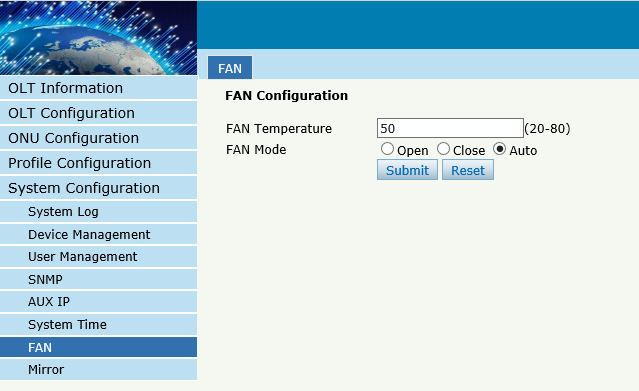 FAN
OLT Information
OLT Configuration
ONU Configuration
Profile Configuration
System Configuration
System Log
Device Management
User Management
SNMP
AUX IP
System Time
FAN
Mirror
FAN Configuration
FAN Temperature 50 (20-80)
FAN Mode Open Close Auto
Submit Reset